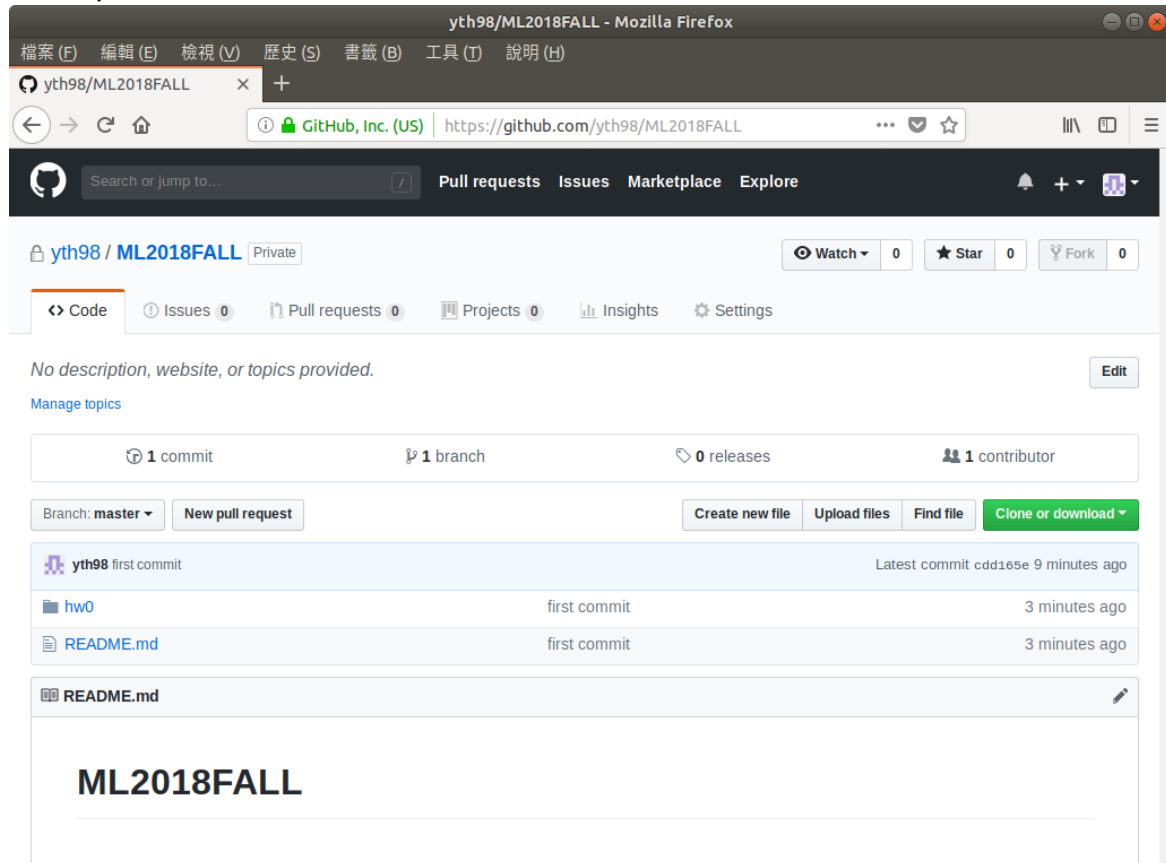 yth98/ML2018FALL - Mozilla Firefox
檔案(F) 編輯(E) 檢視(V) 歷史(S) 書籤(B) 工具(T) 說明(H)
yth98/ML2018FALL
GitHub, Inc. (US) https://github.com/yth98/ML2018FALL
Search or jump to... / Pull requests Issues Marketplace Explore
yth98 / ML2018FALL Private Watch 0 Star 0 Fork 0
Code Issues 0 Pull requests 0 Projects 0 Insights Settings
No description, website, or topics provided. Edit
Manage topics
1 commit 1 branch 0 releases 1 contributor
Branch: master New pull request Create new file Upload files Find file Clone or download
yth98 first commit Latest commit cdd165e 9 minutes ago
hw0 first commit 3 minutes ago
README.md first commit 3 minutes ago
README.md
ML2018FALL